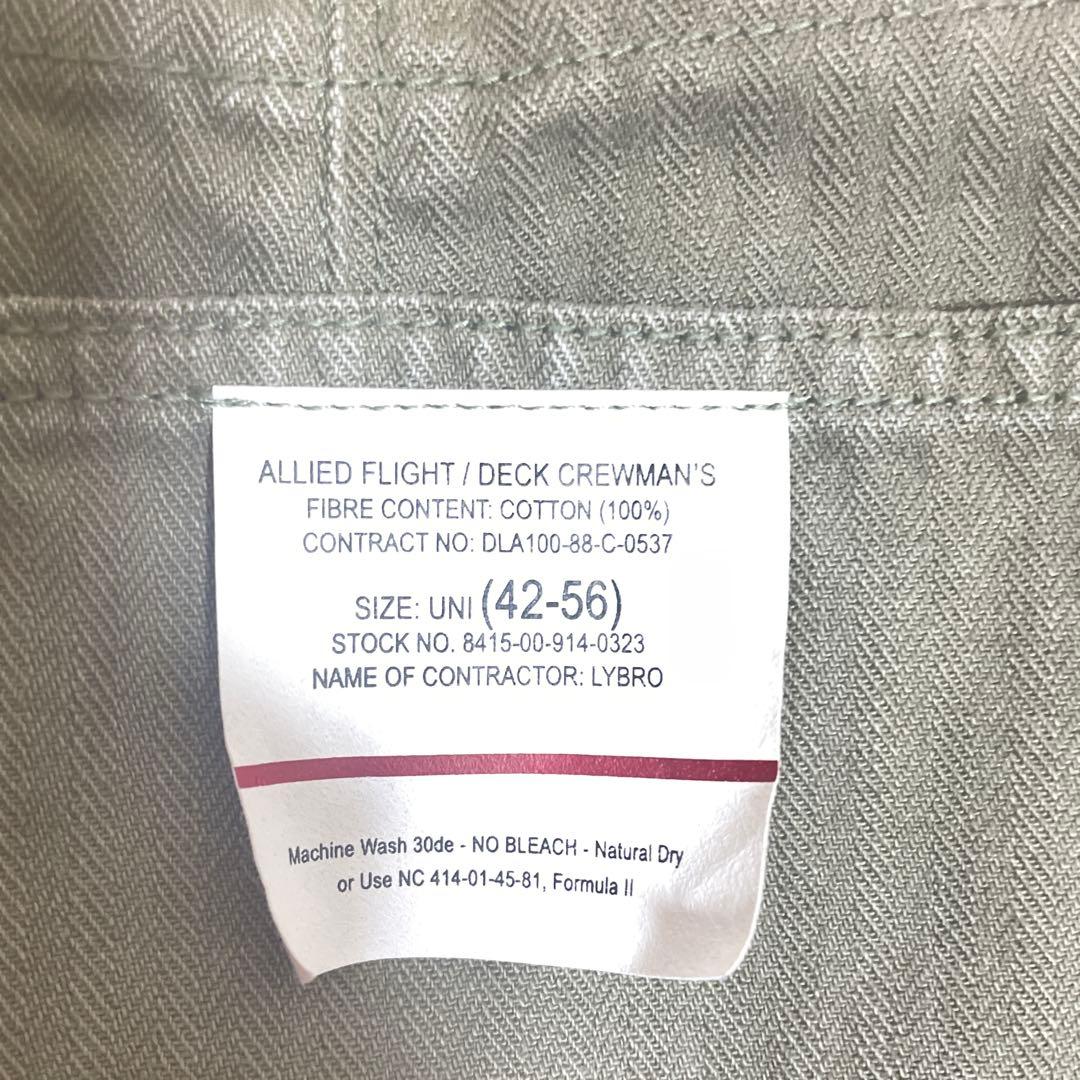 ALLIED FLIGHT / DECK CREWMAN'S
FIBRE CONTENT: COTTON (100%)
CONTRACT NO: DLA100-88-C-0537
SIZE: UNI (42-56)
STOCK NO. 8415-00-914-0323
NAME OF CONTRACTOR: LYBRO
Machine Wash 30de - NO BLEACH - Natural Dry
or Use NC 414-01-45-81, Formula II